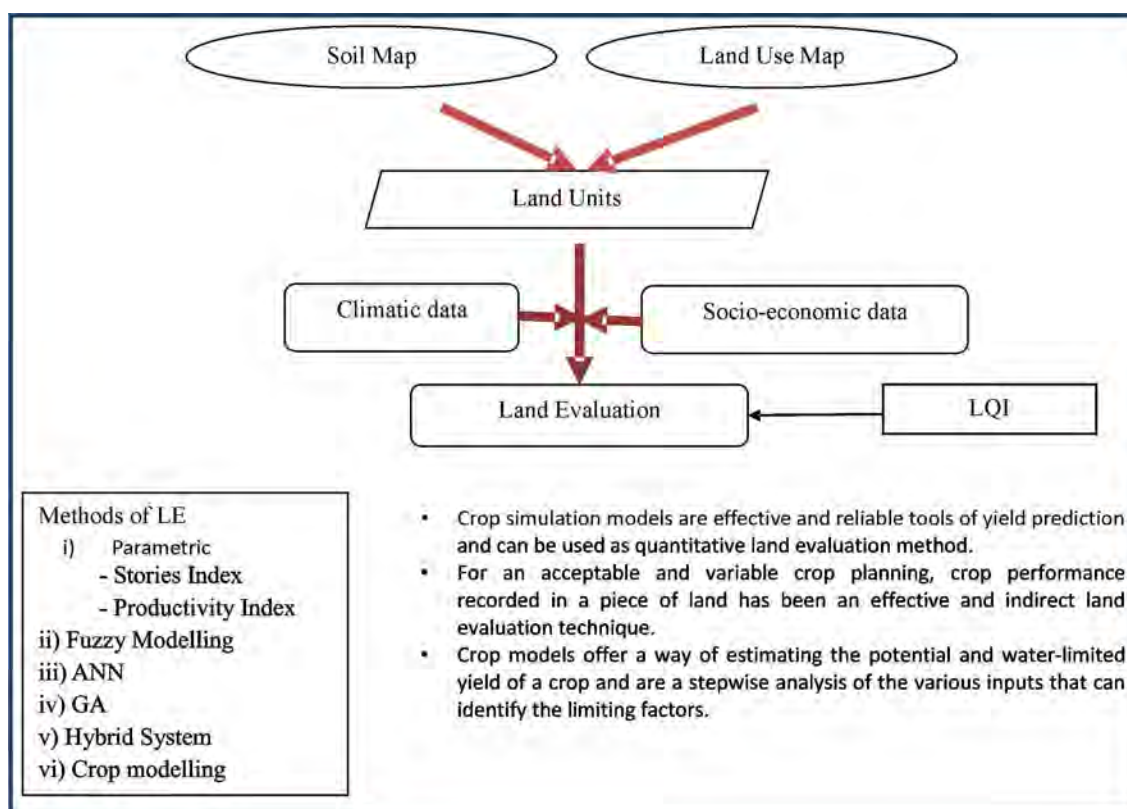 Soil Map
Land Use Map
Land Units
Climatic data
Socio-economic data
Land Evaluation
LQI
Methods of LE
i) Parametric
- Stories Index
- Productivity Index
ii) Fuzzy Modelling
iii) ANN
iv) GA
v) Hybrid System
vi) Crop modelling
• Crop simulation models are effective and reliable tools of yield prediction
and can be used as quantitative land evaluation method.
• For an acceptable and variable crop planning, crop performance
recorded in a piece of land has been an effective and indirect land
evaluation technique.
• Crop models offer a way of estimating the potential and water-limited
yield of a crop and are a stepwise analysis of the various inputs that can
identify the limiting factors.